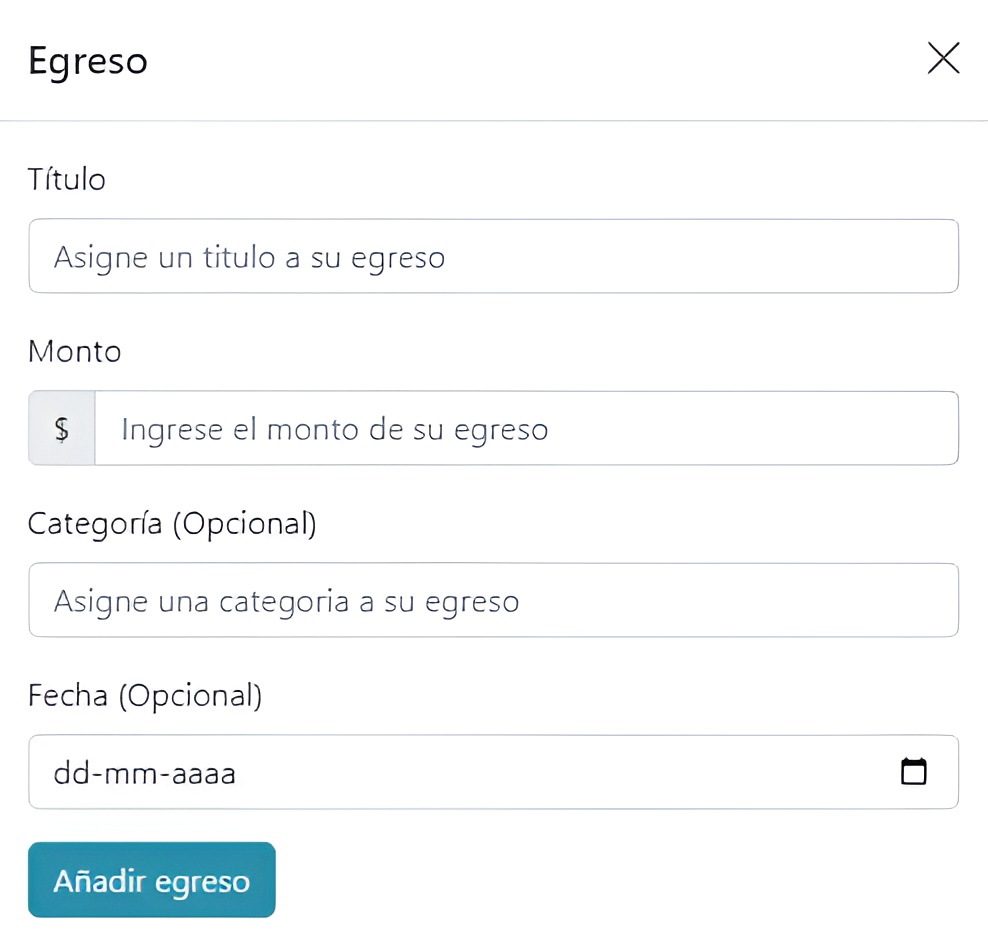 Egreso
Título
Asigne un titulo a su egreso
Monto
$ Ingrese el monto de su egreso
Categoría (Opcional)
Asigne una categoria a su egreso
Fecha (Opcional)
dd-mm-aaaa
Añadir egreso